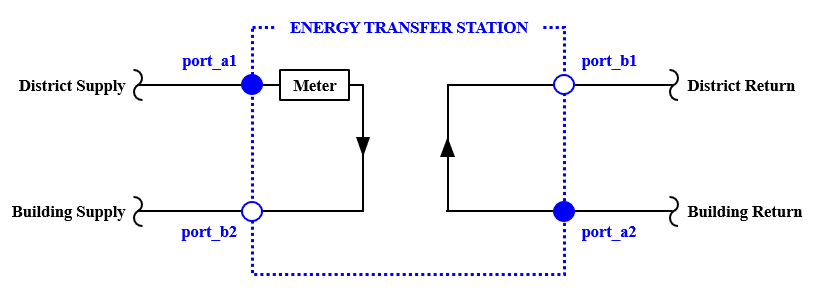 ENERGY TRANSFER STATION
port_a1
port_b1
District Supply
Meter
District Return
Building Supply
Building Return
port_b2
port_a2